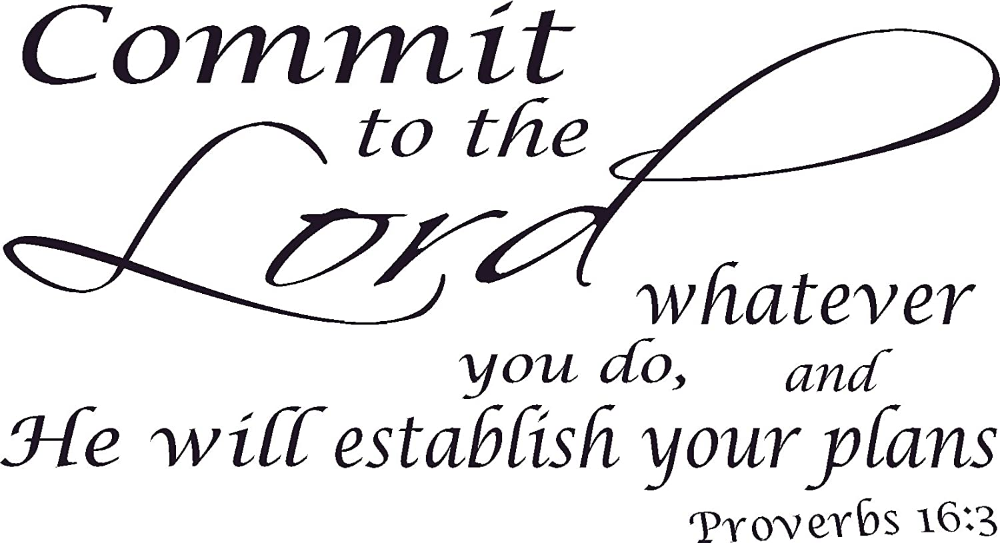 Commit
to the
Lord
whatever
you do, and
He will establish your plans
Proverbs 16:3